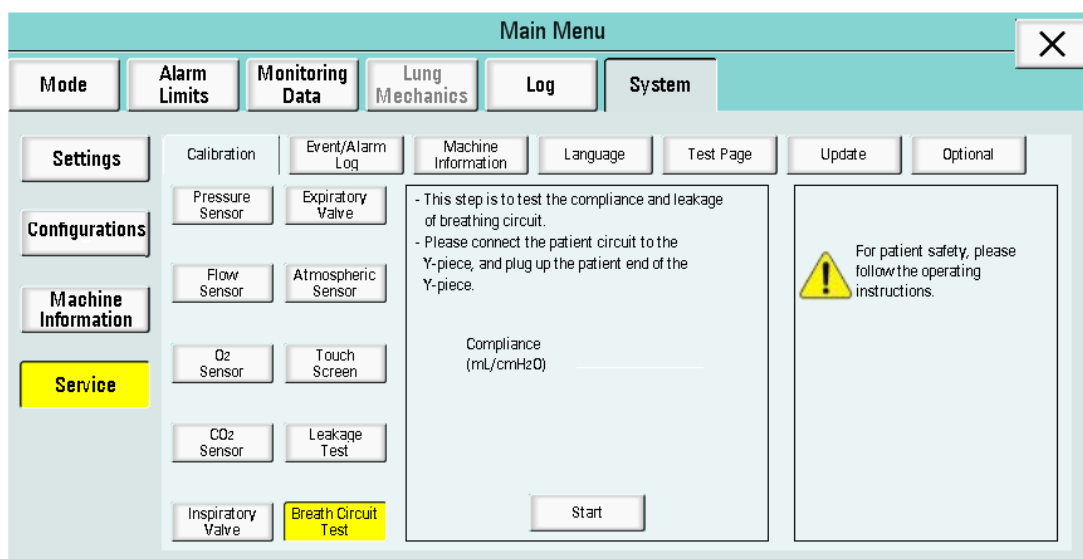 Main Menu
Mode
Alarm
Limits
Monitoring
Data
Lung
Mechanics
Log
System
Settings
Configurations
Machine
Information
Service
Calibration
Event/Alarm
Log
Machine
Information
Language
Test Page
Update
Optional
Pressure
Sensor
Expiratory
Valve
Flow
Sensor
Atmospheric
Sensor
O2
Sensor
Touch
Screen
CO2
Sensor
Leakage
Test
Inspiratory
Valve
Breath Circuit
Test
- This step is to test the compliance and leakage
of breathing circuit.
- Please connect the patient circuit to the
Y-piece, and plug up the patient end of the
Y-piece.
Compliance
(mL/cmH2O)
Start
For patient safety, please
follow the operating
instructions.